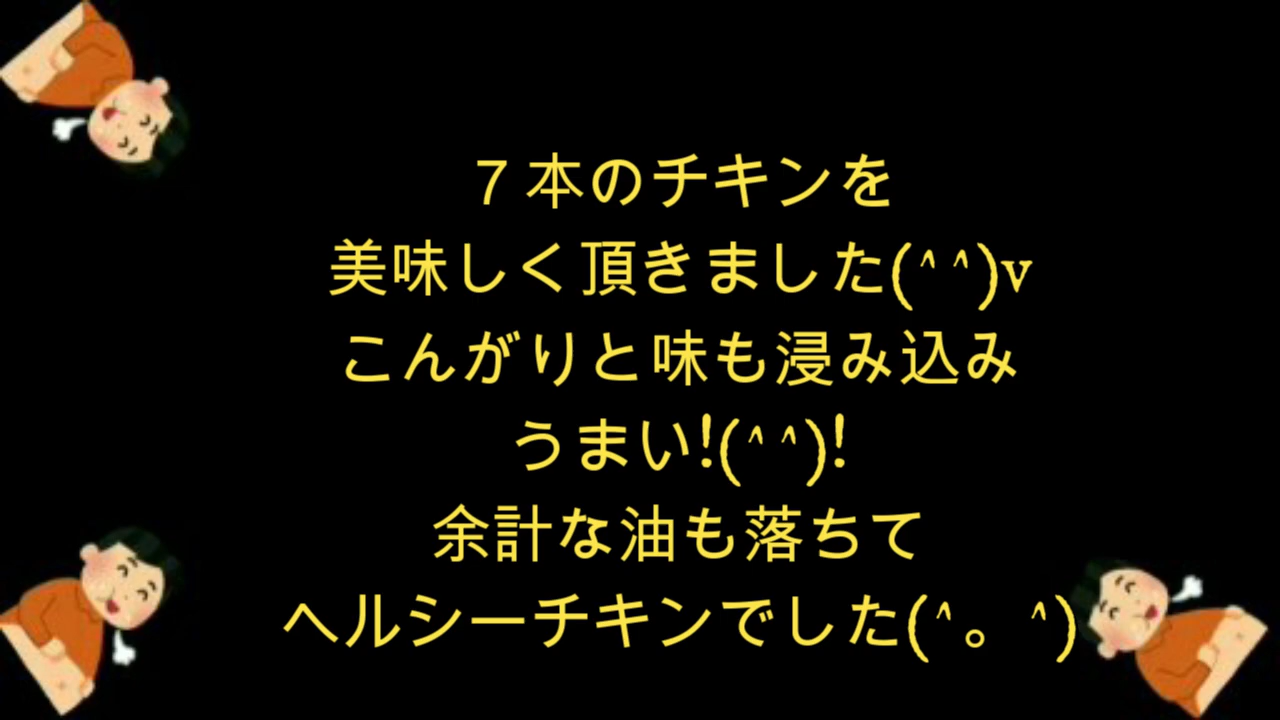 ７本のチキンを
美味しく頂きました(^^)v
こんがりと味も浸み込み
うまい!(^^)!
余計な油も落ちて
ヘルシーチキンでした(^。^)